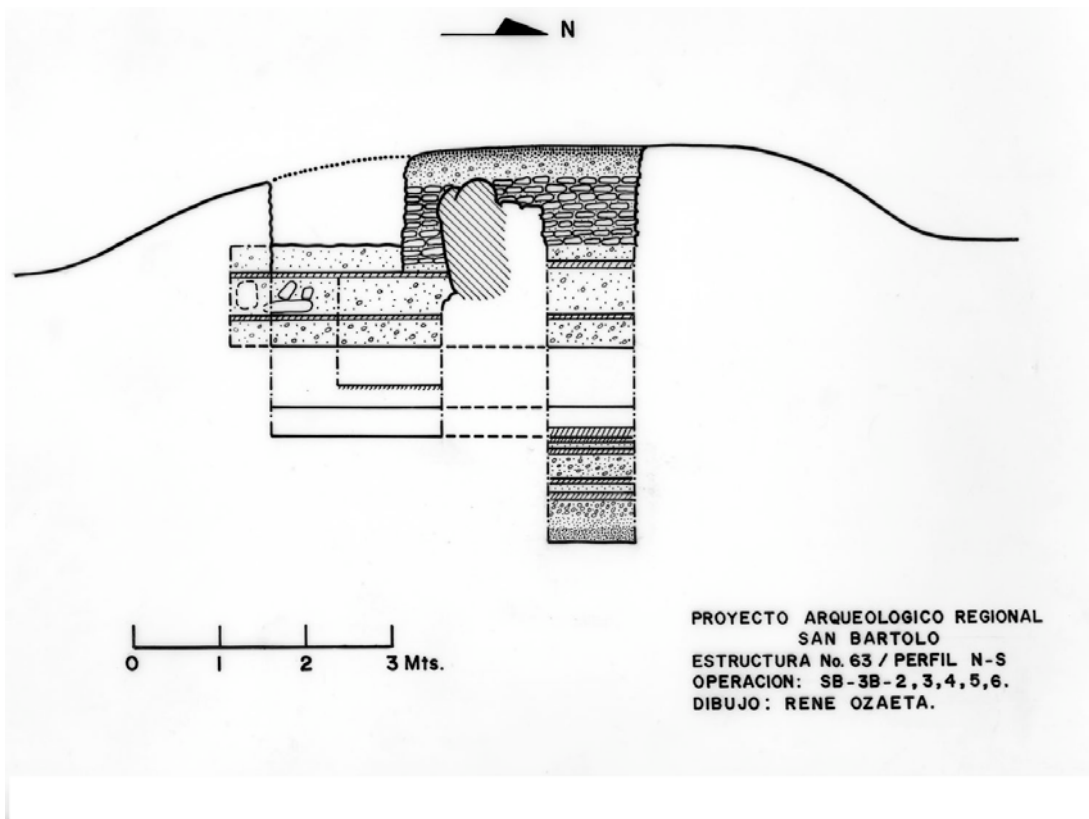 N
0 1 2 3 Mts.
PROYECTO ARQUEOLOGICO REGIONAL
SAN BARTOLO
ESTRUCTURA No. 63 / PERFIL N-S
OPERACION: SB-3B-2,3,4,5,6.
DIBUJO: RENE OZAETA.